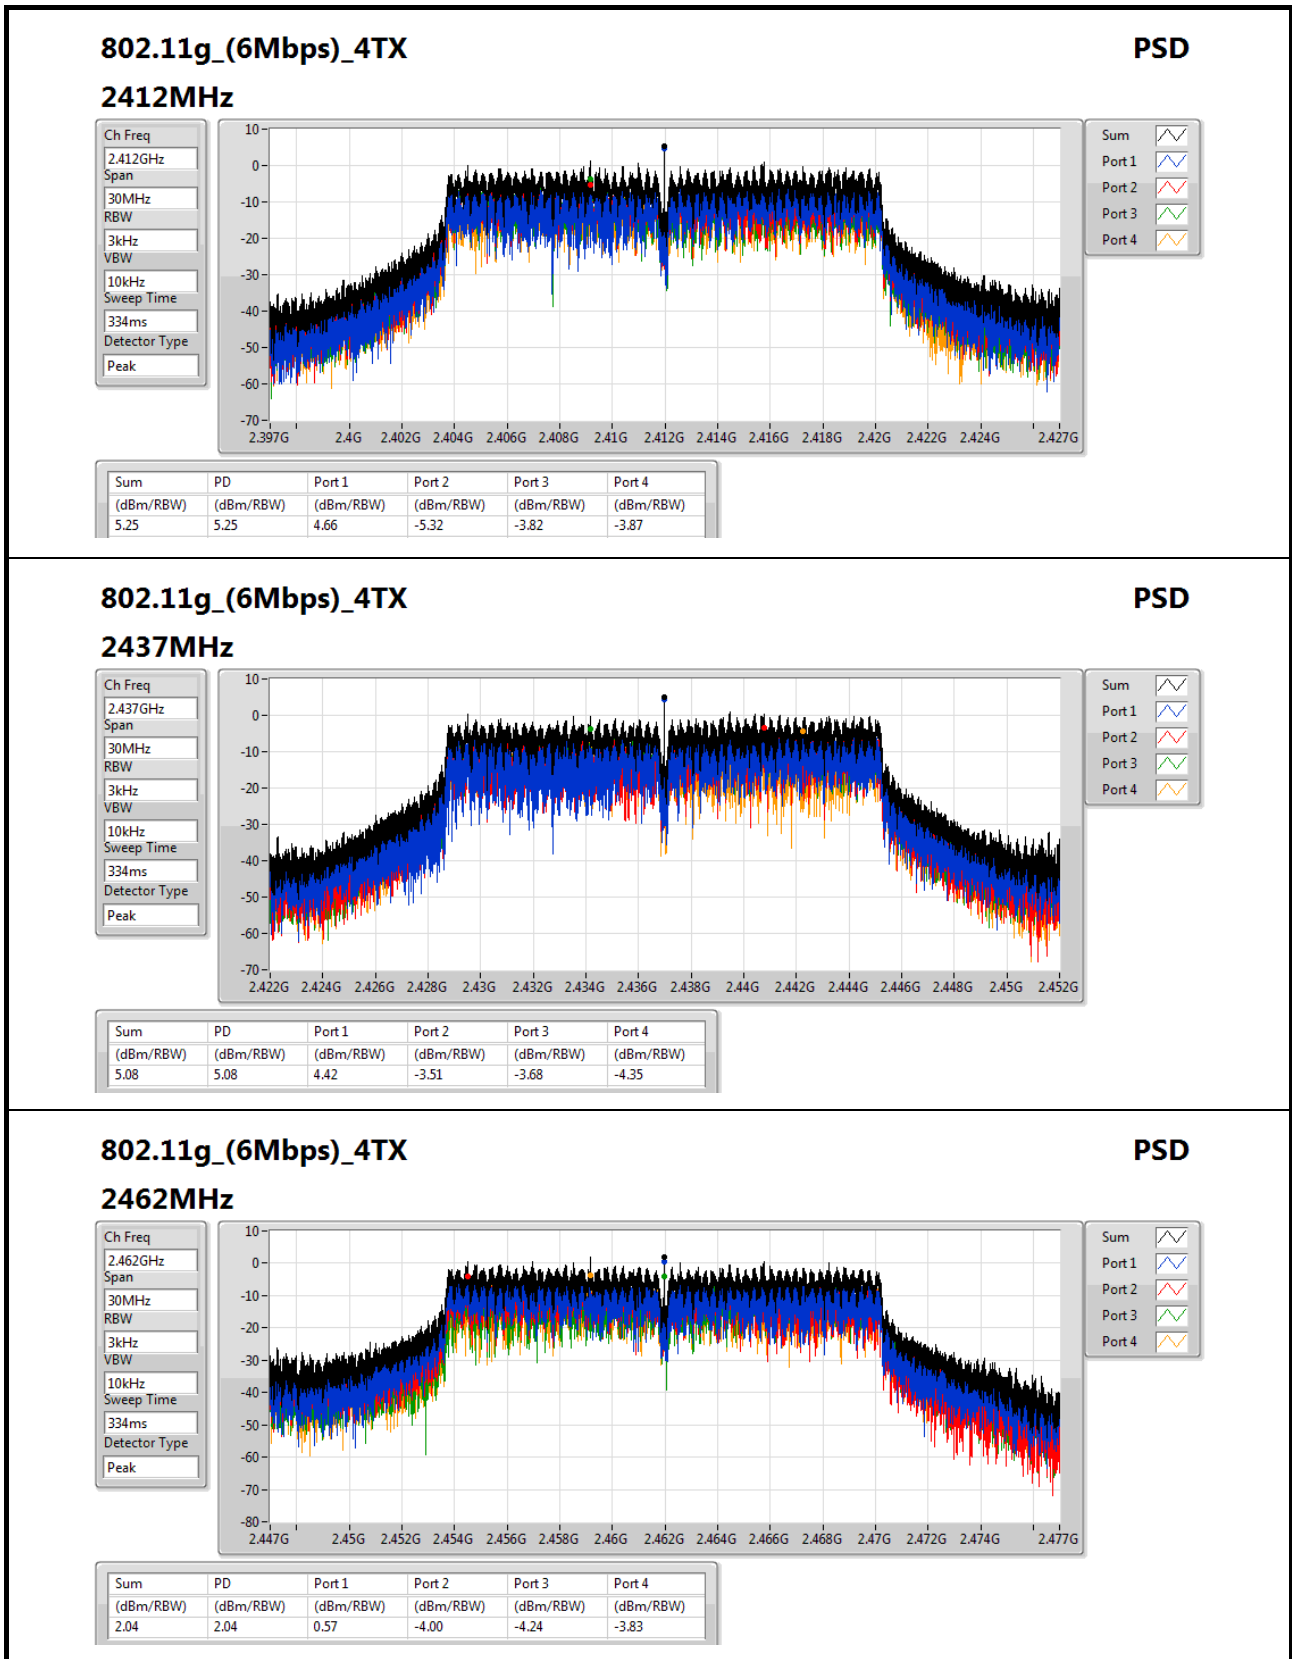 802.11g_(6Mbps)_4TX PSD
2412MHz
Ch Freq
2.412GHz
Span
30MHz
RBW
3kHz
VBW
10kHz
Sweep Time
334ms
Detector Type
Peak
10
0
-10
-20
-30
-40
-50
-60
-70
2.397G 2.4G 2.402G 2.404G 2.406G 2.408G 2.41G 2.412G 2.414G 2.416G 2.418G 2.42G 2.422G 2.424G 2.427G
Sum
Port 1
Port 2
Port 3
Port 4
Sum PD Port 1 Port 2 Port 3 Port 4
(dBm/RBW) (dBm/RBW) (dBm/RBW) (dBm/RBW) (dBm/RBW) (dBm/RBW)
5.25 5.25 4.66 -5.32 -3.82 -3.87
802.11g_(6Mbps)_4TX PSD
2437MHz
Ch Freq
2.437GHz
Span
30MHz
RBW
3kHz
VBW
10kHz
Sweep Time
334ms
Detector Type
Peak
10
0
-10
-20
-30
-40
-50
-60
-70
2.422G 2.424G 2.426G 2.428G 2.43G 2.432G 2.434G 2.436G 2.438G 2.44G 2.442G 2.444G 2.446G 2.448G 2.45G 2.452G
Sum
Port 1
Port 2
Port 3
Port 4
Sum PD Port 1 Port 2 Port 3 Port 4
(dBm/RBW) (dBm/RBW) (dBm/RBW) (dBm/RBW) (dBm/RBW) (dBm/RBW)
5.08 5.08 4.42 -3.51 -3.68 -4.35
802.11g_(6Mbps)_4TX PSD
2462MHz
Ch Freq
2.462GHz
Span
30MHz
RBW
3kHz
VBW
10kHz
Sweep Time
334ms
Detector Type
Peak
10
0
-10
-20
-30
-40
-50
-60
-70
-80
2.447G 2.45G 2.452G 2.454G 2.456G 2.458G 2.46G 2.462G 2.464G 2.466G 2.468G 2.47G 2.472G 2.474G 2.477G
Sum
Port 1
Port 2
Port 3
Port 4
Sum PD Port 1 Port 2 Port 3 Port 4
(dBm/RBW) (dBm/RBW) (dBm/RBW) (dBm/RBW) (dBm/RBW) (dBm/RBW)
2.04 2.04 0.57 -4.00 -4.24 -3.83